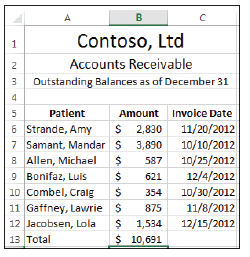 A B C
1 Contoso, Ltd
2 Accounts Receivable
3 Outstanding Balances as of December 31
4
5 Patient Amount Invoice Date
6 Strande, Amy $ 2,830 11/20/2012
7 Samant, Mandar $ 3,890 10/10/2012
8 Allen, Michael $ 587 10/25/2012
9 Bonifaz, Luis $ 621 12/4/2012
10 Combel, Craig $ 354 10/30/2012
11 Gaffney, Lawrie $ 875 11/8/2012
12 Jacobsen, Lola $ 1,534 12/15/2012
13 Total $ 10,691